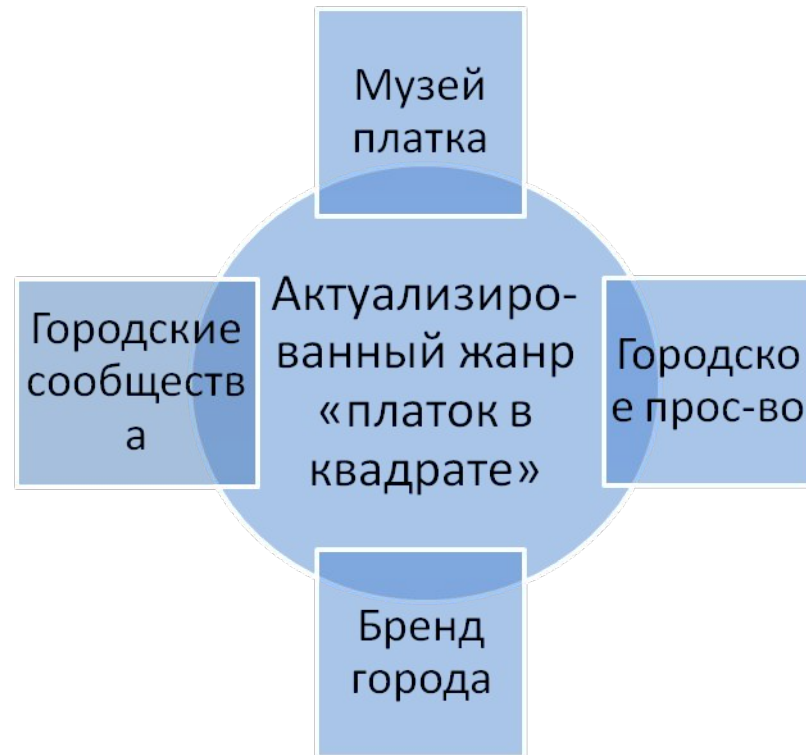 Музей
платка
Городские
сообществ
а
Актуализиро-
ванный жанр
«платок в
квадрате»
Городско
е прос-во
Бренд
города